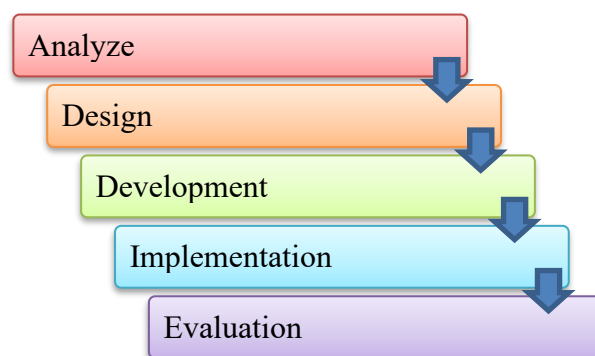 Analyze
Design
Development
Implementation
Evaluation